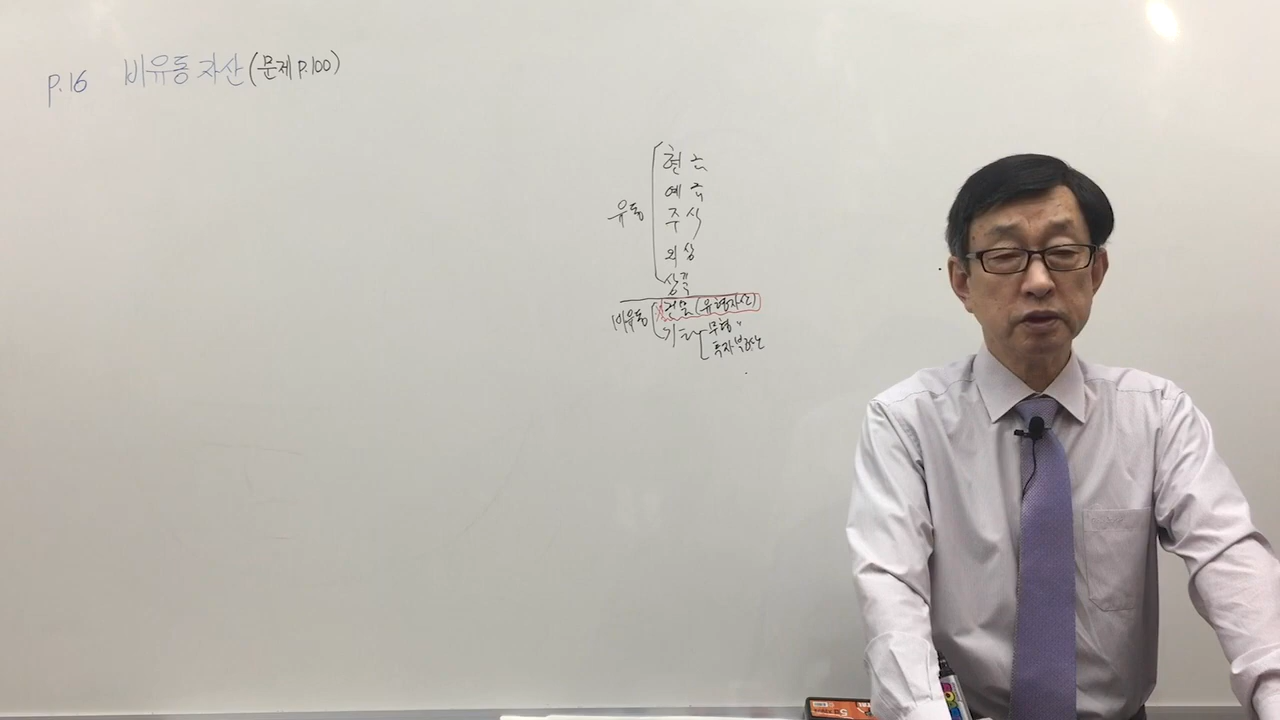 p.16 비유동자산(문제 p.100)
현금
예금
유동
주식
외상
상품
비유동
건물(유형자산)
기타
무형 "
투자부동산